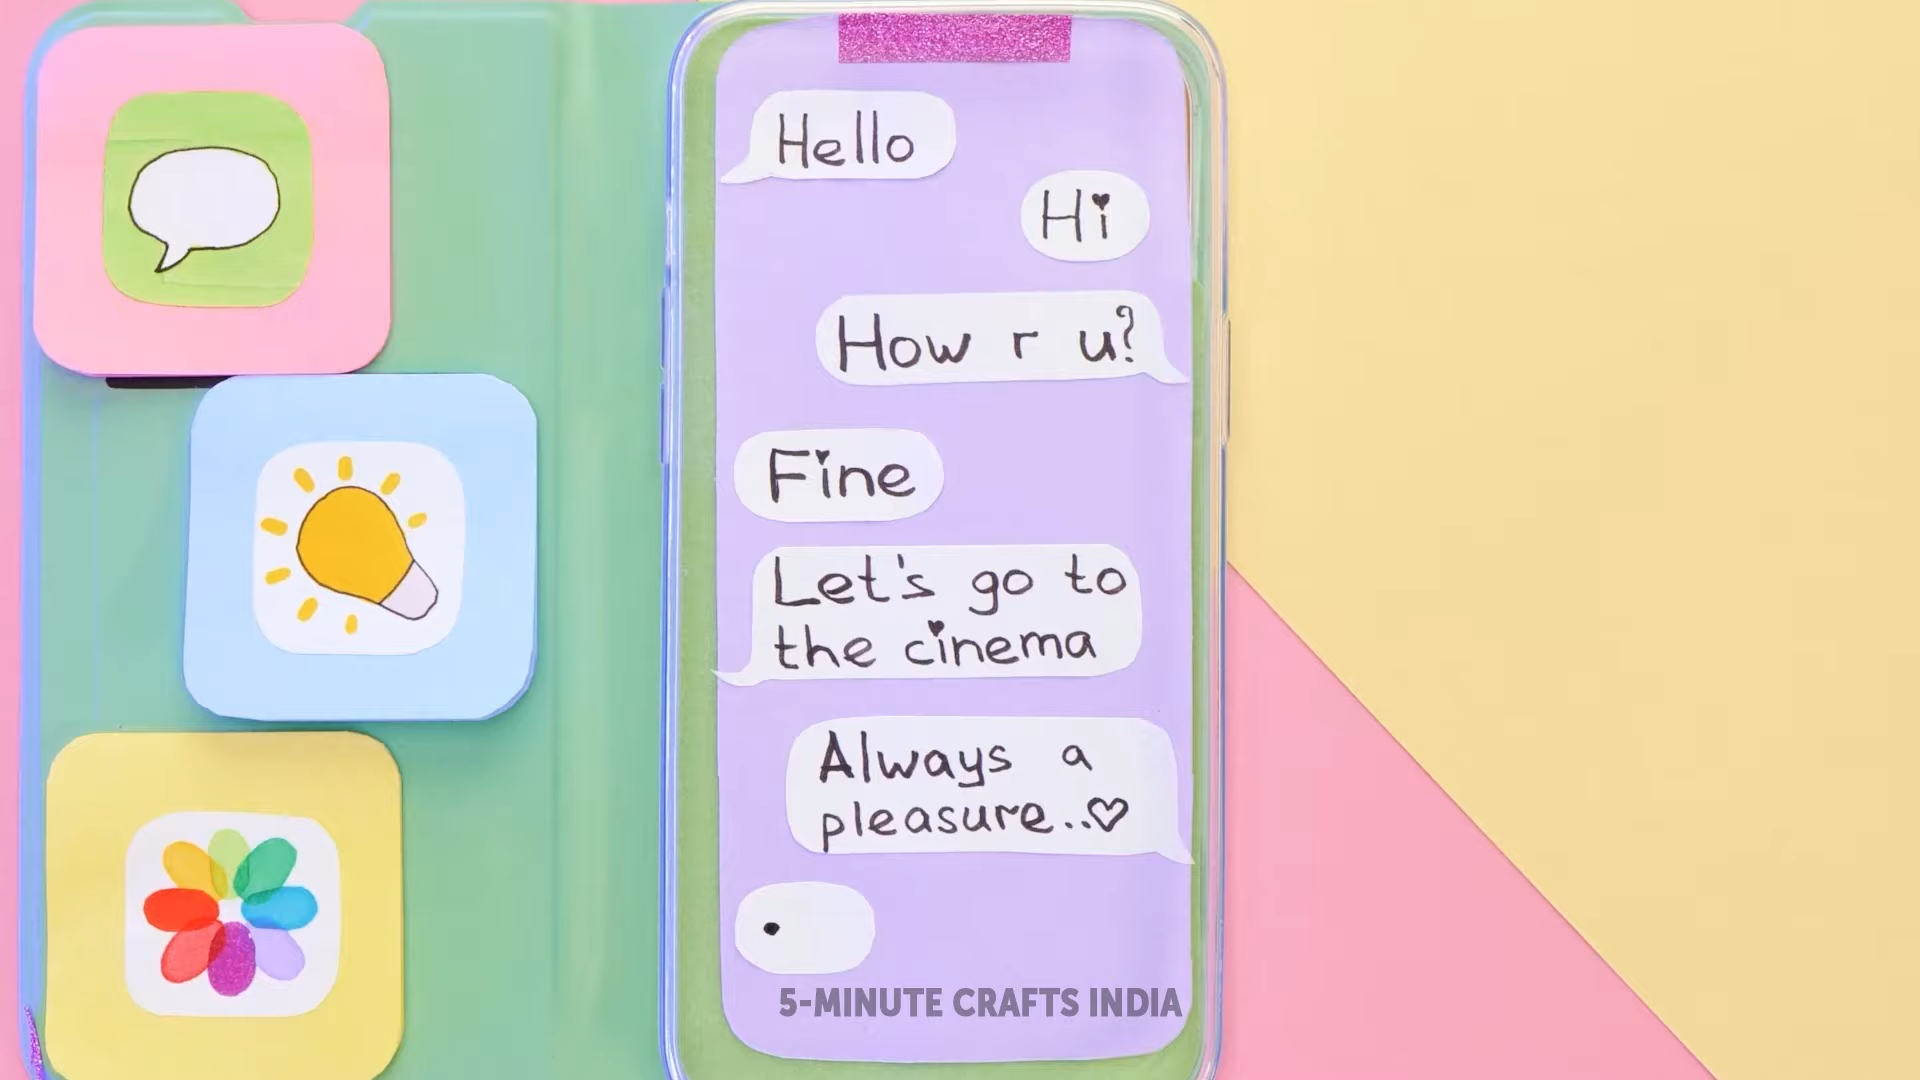 Hello
Hi
How r u?
Fine
Let's go to
the cinema
Always a
pleasure..♡
.
5-MINUTE CRAFTS INDIA